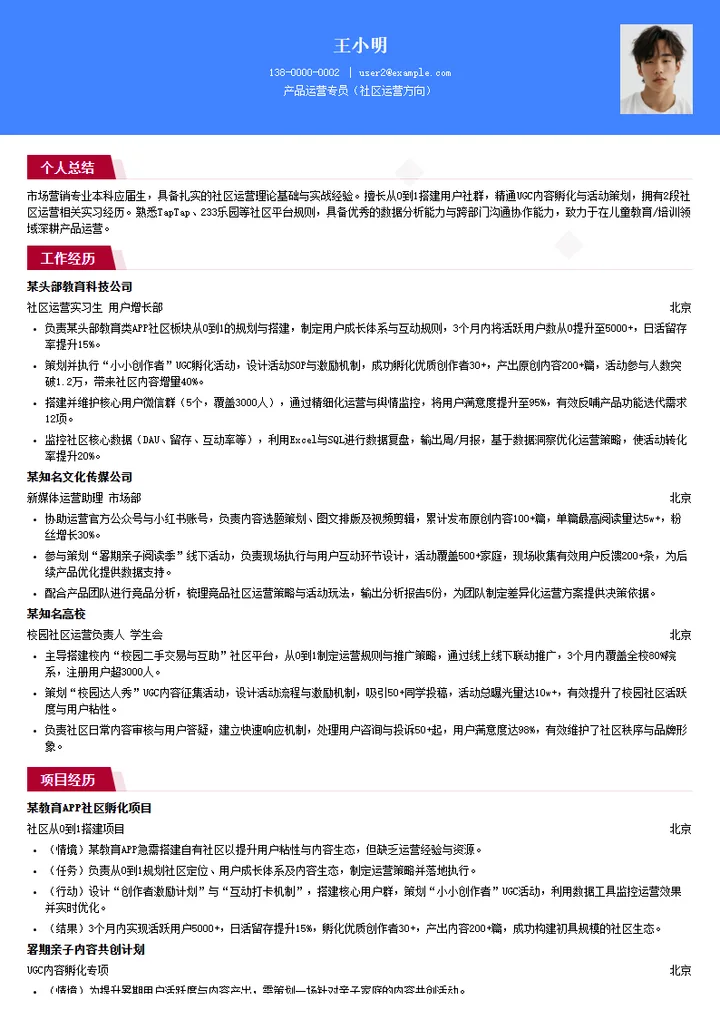 王小明
138-0000-0002 | user2@example.com
产品运营专员（社区运营方向）
个人总结
市场营销专业本科应届生，具备扎实的社区运营理论基础与实战经验。擅长从0到1搭建用户社群，精通UGC内容孵化与活动策划，拥有2段社
区运营相关实习经历。熟悉TapTap、233乐园等社区平台规则，具备优秀的数据分析能力与跨部门沟通协作能力，致力于在儿童教育/培训领
域深耕产品运营。
工作经历
某头部教育科技公司
社区运营实习生 用户增长部 北京
• 负责某头部教育类APP社区板块从0到1的规划与搭建，制定用户成长体系与互动规则，3个月内将活跃用户数从0提升至5000+，日活留存
率提升15%。
• 策划并执行“小小创作者”UGC孵化活动，设计活动SOP与激励机制，成功孵化优质创作者30+，产出原创内容200+篇，活动参与人数突
破1.2万，带来社区内容增量40%。
• 搭建并维护核心用户微信群（5个，覆盖3000人），通过精细化运营与舆情监控，将用户满意度提升至95%，有效反哺产品功能迭代需求
12项。
• 监控社区核心数据（DAU、留存、互动率等），利用Excel与SQL进行数据复盘，输出周/月报，基于数据洞察优化运营策略，使活动转化
率提升20%。
某知名文化传媒公司
新媒体运营助理 市场部 北京
• 协助运营官方公众号与小红书账号，负责内容选题策划、图文排版及视频剪辑，累计发布原创内容100+篇，单篇最高阅读量达5w+，粉
丝增长30%。
• 参与策划“暑期亲子阅读季”线下活动，负责现场执行与用户互动环节设计，活动覆盖500+家庭，现场收集有效用户反馈200+条，为后
续产品优化提供数据支持。
• 配合产品团队进行竞品分析，梳理竞品社区运营策略与活动玩法，输出分析报告5份，为团队制定差异化运营方案提供决策依据。
某知名高校
校园社区运营负责人 学生会 北京
• 主导搭建校内“校园二手交易与互助”社区平台，从0到1制定运营规则与推广策略，通过线上线下联动推广，3个月内覆盖全校80%院
系，注册用户超3000人。
• 策划“校园达人秀”UGC内容征集活动，设计活动流程与激励机制，吸引50+同学投稿，活动总曝光量达10w+，有效提升了校园社区活跃
度与用户粘性。
• 负责社区日常内容审核与用户答疑，建立快速响应机制，处理用户咨询与投诉50+起，用户满意度达98%，有效维护了社区秩序与品牌形
象。
项目经历
某教育APP社区孵化项目
社区从0到1搭建项目 北京
• （情境）某教育APP急需搭建自有社区以提升用户粘性与内容生态，但缺乏运营经验与资源。
• （任务）负责从0到1规划社区定位、用户成长体系及内容生态，制定运营策略并落地执行。
• （行动）设计“创作者激励计划”与“互动打卡机制”，搭建核心用户群，策划“小小创作者”UGC活动，利用数据工具监控运营效果
并实时优化。
• （结果）3个月内实现活跃用户5000+，日活留存提升15%，孵化优质创作者30+，产出内容200+篇，成功构建初具规模的社区生态。
暑期亲子内容共创计划
UGC内容孵化专项 北京
• （情境）为提升暑期用户活跃度与内容产出，需策划一场针对亲子家庭的内容共创活动。